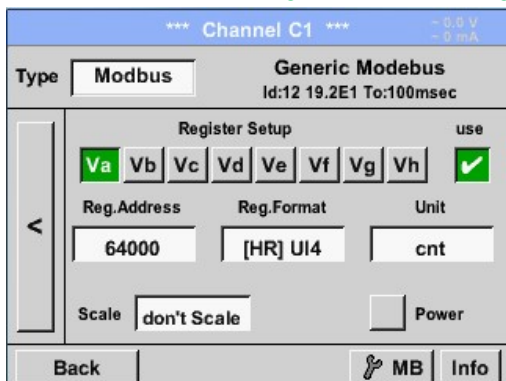 *** Channel C1 ***
~ 0.0 V
~ 0 mA
Type
Modbus
Generic Modebus
Id:12 19.2E1 To:100msec
Register Setup
use
Va Vb Vc Vd Ve Vf Vg Vh
Reg.Address Reg.Format Unit
64000 [HR] UI4 cnt
<
Scale don't Scale Power
Back MB Info